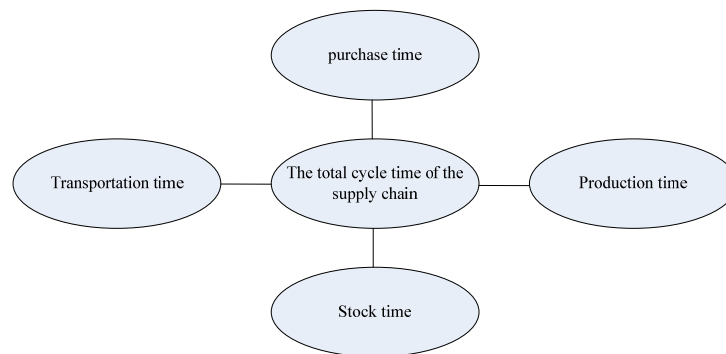 purchase time
Transportation time
The total cycle time of the
supply chain
Production time
Stock time